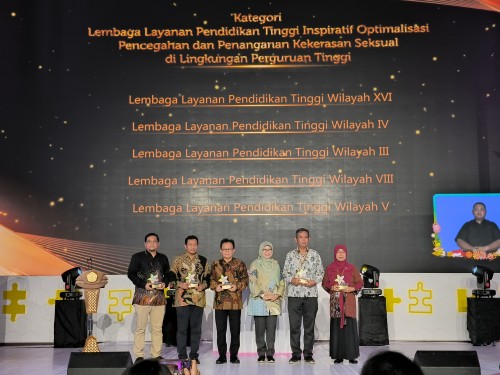 Kategori
Lembaga Layanan Pendidikan Tinggi Inspiratif Optimalisasi
Pencegahan dan Penanganan Kekerasan Seksual
di Lingkungan Perguruan Tinggi
Lembaga Layanan Pendidikan Tinggi Wilayah XVI
Lembaga Layanan Pendidikan Tinggi Wilayah IV
Lembaga Layanan Pendidikan Tinggi Wilayah III
Lembaga Layanan Pendidikan Tinggi Wilayah VIII
Lembaga Layanan Pendidikan Tinggi Wilayah V